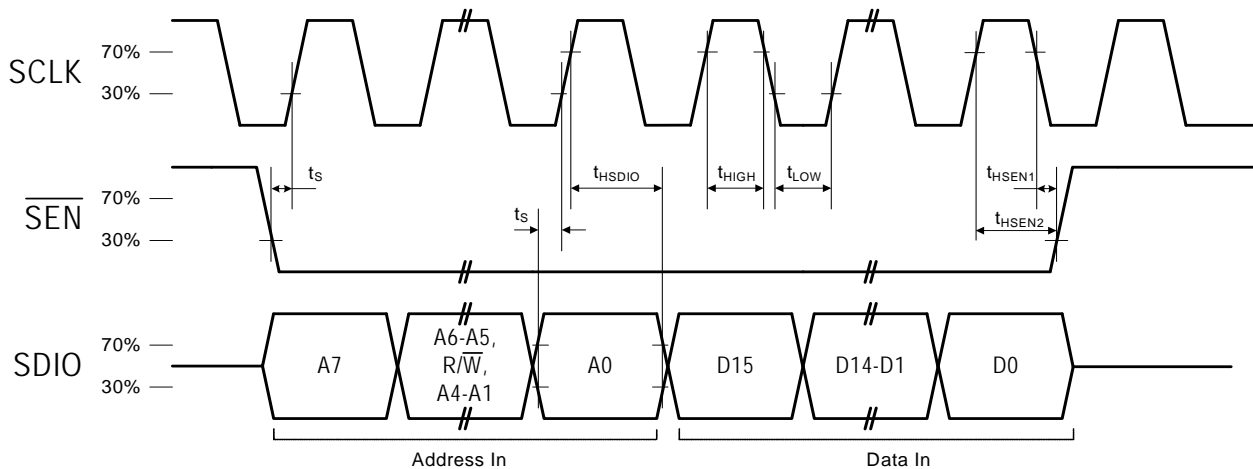 SCLK
70%
30%
SEN
70%
30%
tS
tS
tHSDIO
tHIGH
tLOW
tHSEN1
tHSEN2
SDIO
70%
30%
A7
A6-A5,
R/W,
A4-A1
A0
D15
D14-D1
D0
Address In
Data In